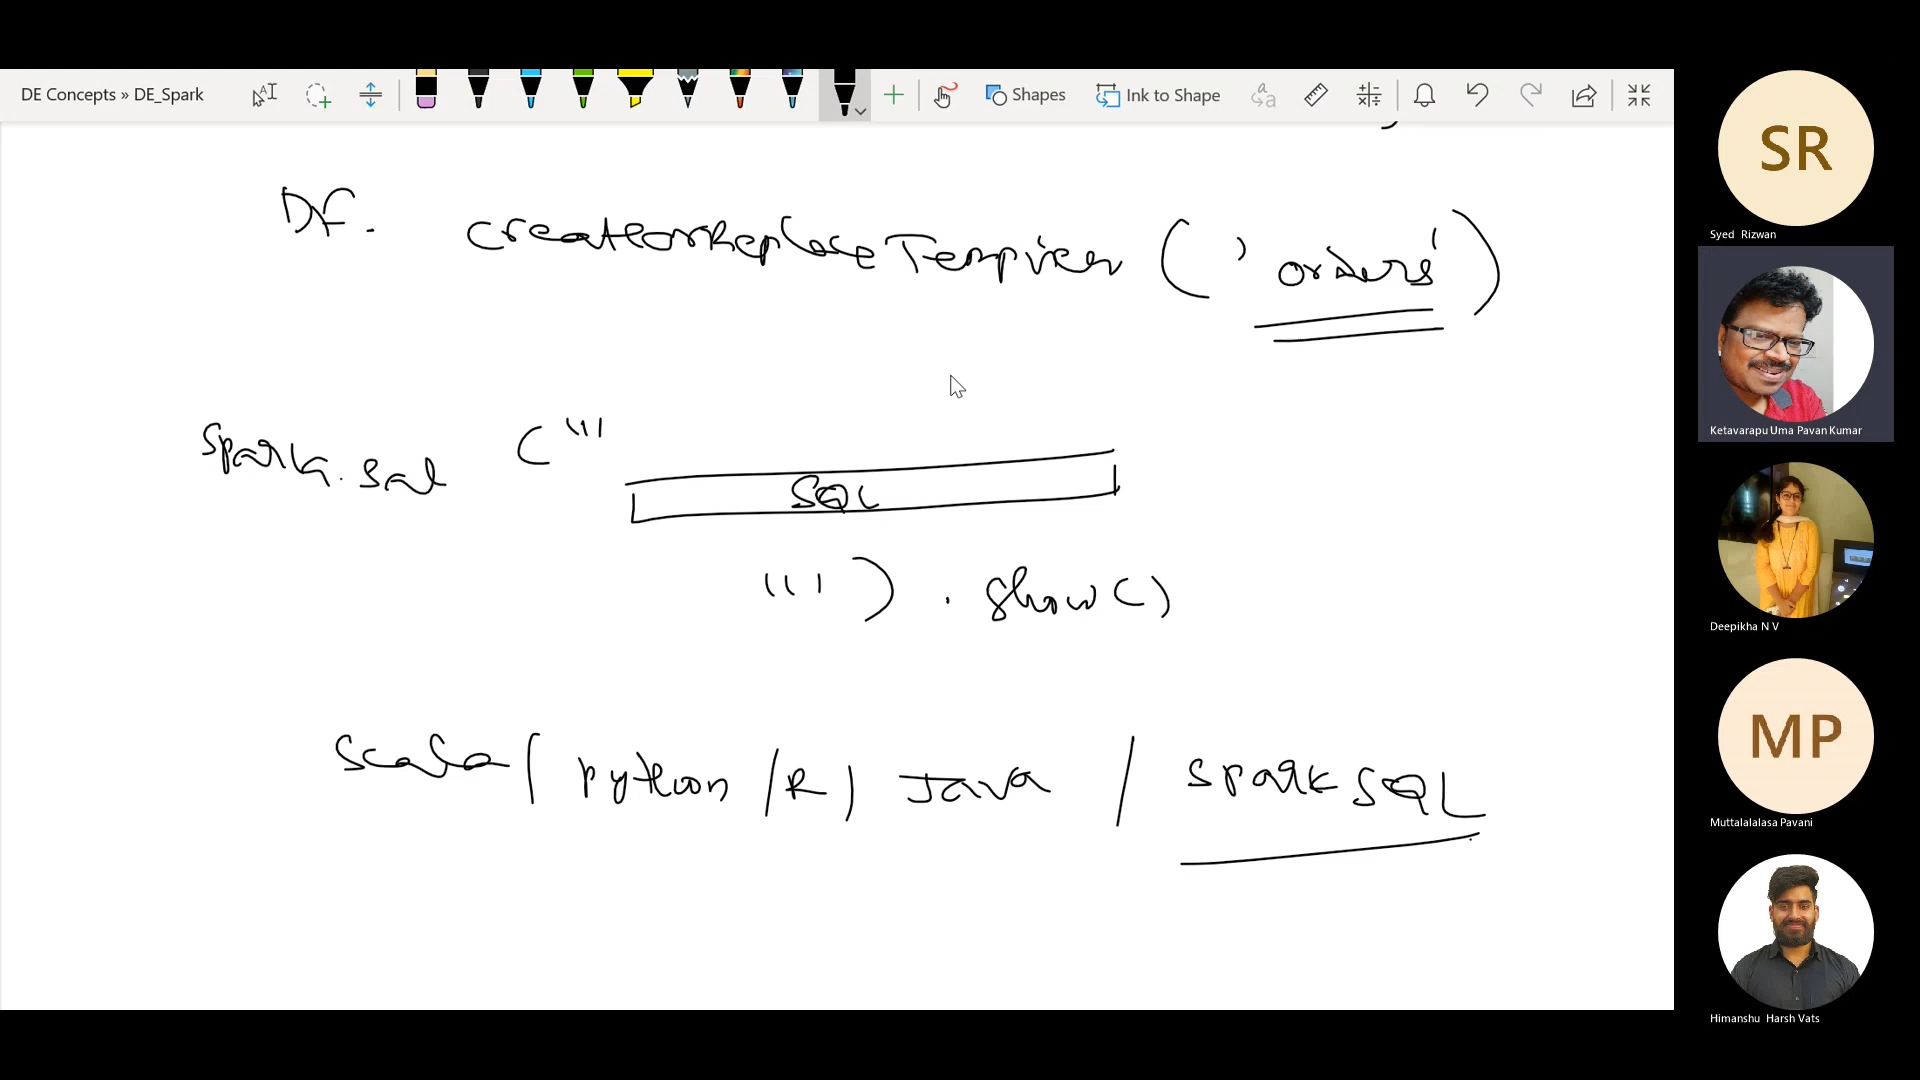 DE Concepts » DE_Spark
Shapes
Ink to Shape
DF. createorReplaceTempview ( 'orders' )
spark.sql ("""
SQL
""") . show()
Scala / python / R / Java / spark SQL
SR
Syed Rizwan
Ketavarapu Uma Pavan Kumar
Deepikha N V
MP
Muttalalalasa Pavani
Himanshu Harsh Vats